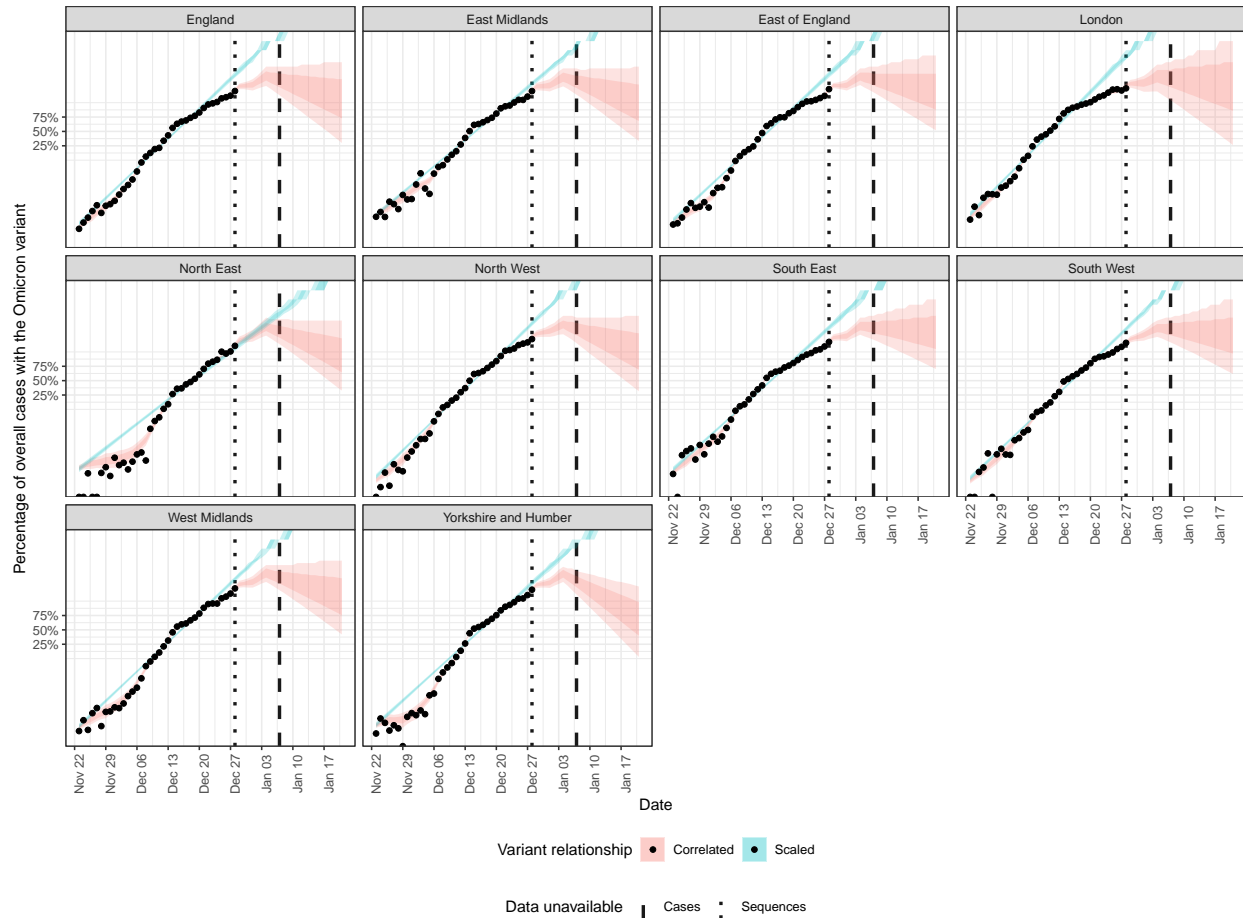 England East Midlands East of England London
75%
50%
25%
North East North West South East South West
75%
50%
25%
Nov 22 Nov 29 Dec 06 Dec 13 Dec 20 Dec 27 Jan 03 Jan 10 Jan 17 Nov 22 Nov 29 Dec 06 Dec 13 Dec 20 Dec 27 Jan 03 Jan 10 Jan 17
West Midlands Yorkshire and Humber
75%
50%
25%
Nov 22 Nov 29 Dec 06 Dec 13 Dec 20 Dec 27 Jan 03 Jan 10 Jan 17 Nov 22 Nov 29 Dec 06 Dec 13 Dec 20 Dec 27 Jan 03 Jan 10 Jan 17
Percentage of overall cases with the Omicron variant
Date
Variant relationship Correlated Scaled
Data unavailable Cases Sequences